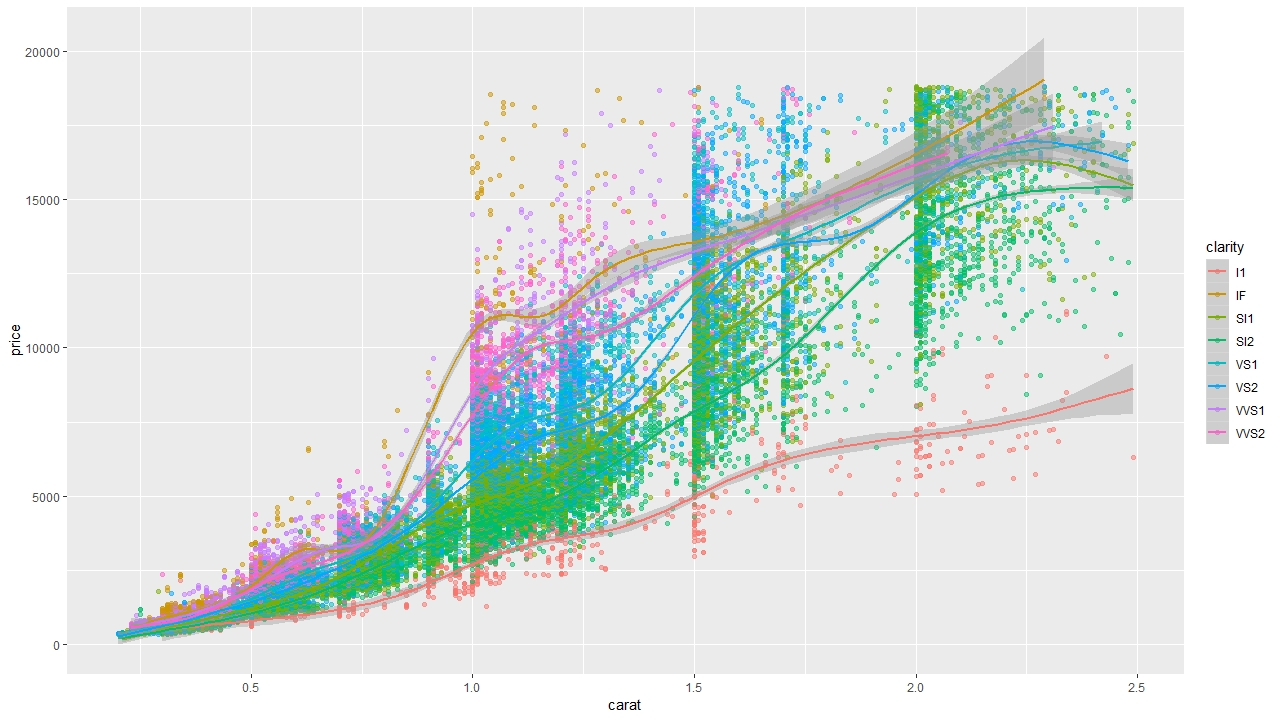 20000
15000
10000
5000
0
price
0.5
1.0
1.5
2.0
2.5
carat
clarity
I1
IF
SI1
SI2
VS1
VS2
VVS1
VVS2